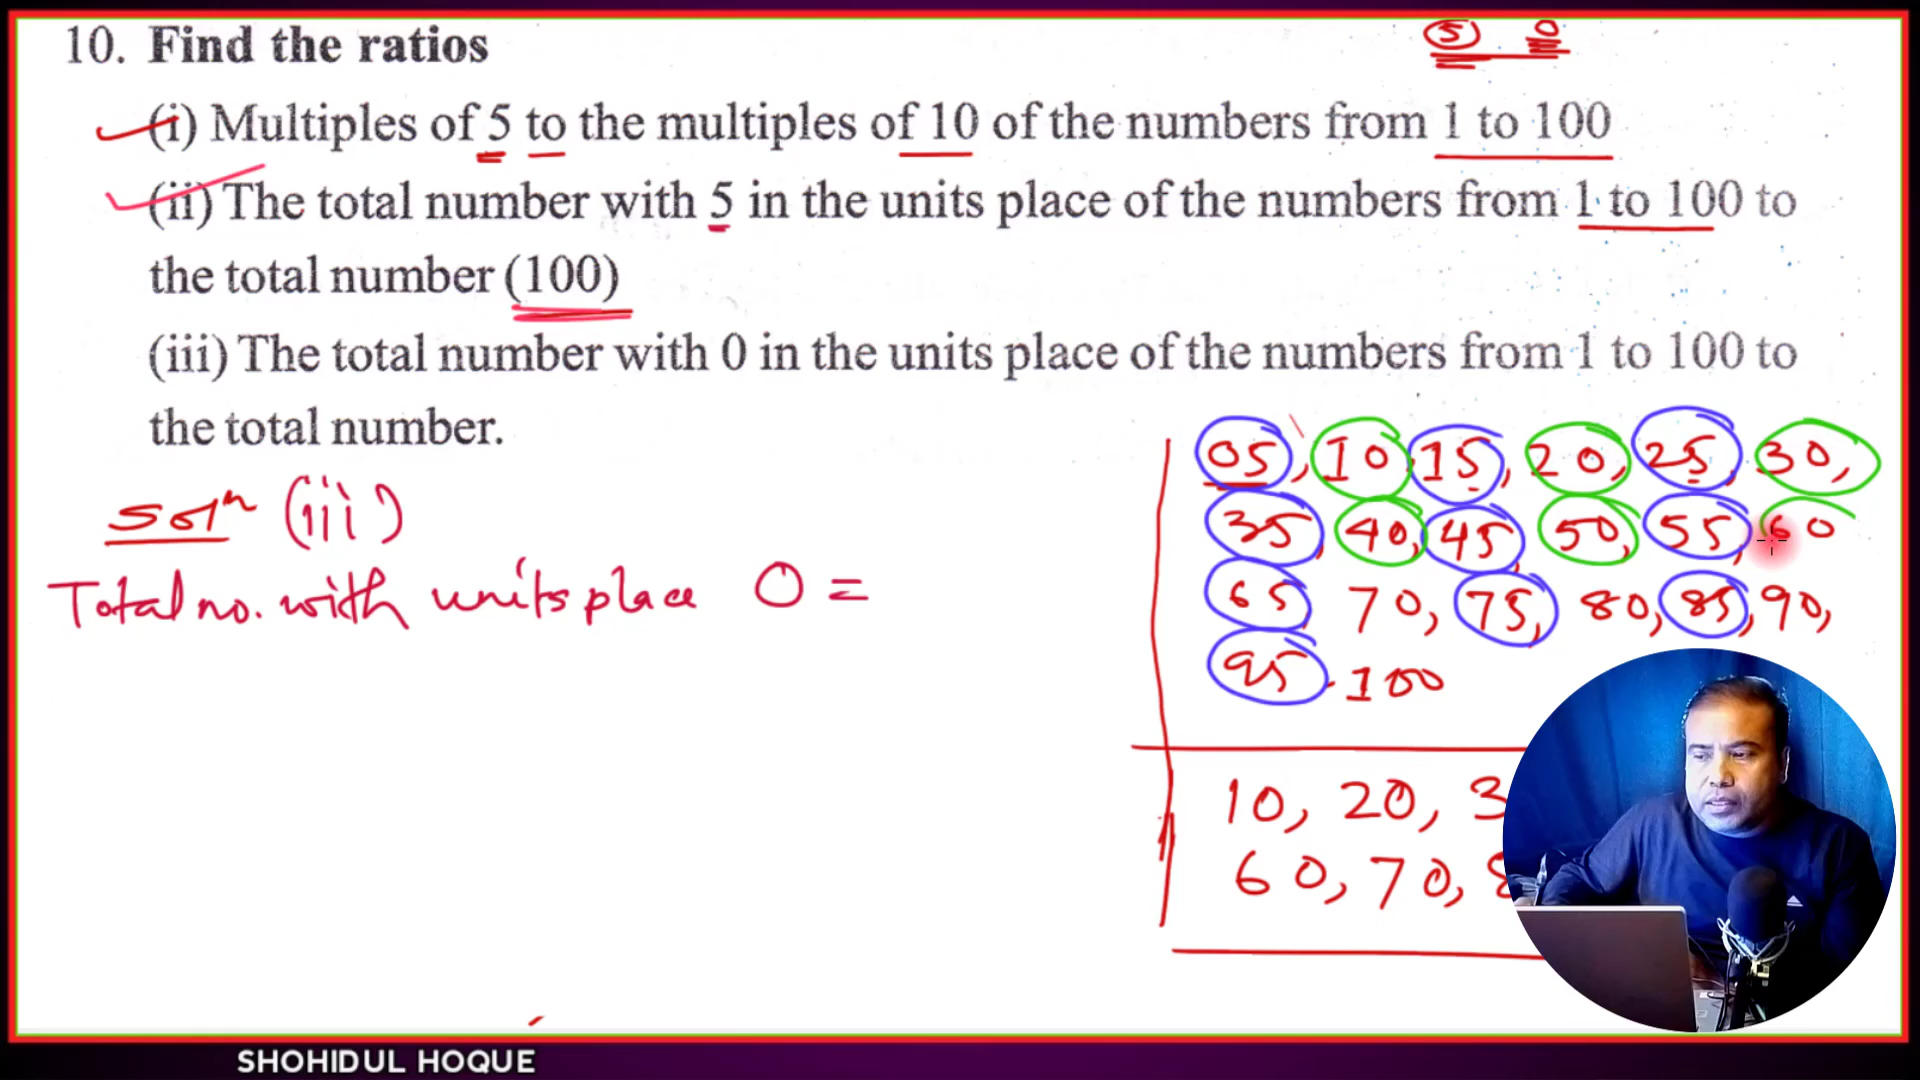 5 0
10. Find the ratios
(i) Multiples of 5 to the multiples of 10 of the numbers from 1 to 100
(ii) The total number with 5 in the units place of the numbers from 1 to 100 to
the total number (100)
(iii) The total number with 0 in the units place of the numbers from 1 to 100 to
the total number.
Solⁿ (iii)
Total no. with units place 0 =
05, 10, 15, 20, 25, 30,
35, 40, 45, 50, 55, 60
65, 70, 75, 80, 85, 90,
95, 100
10, 20, 3
60, 70, 8
SHOHIDUL HOQUE